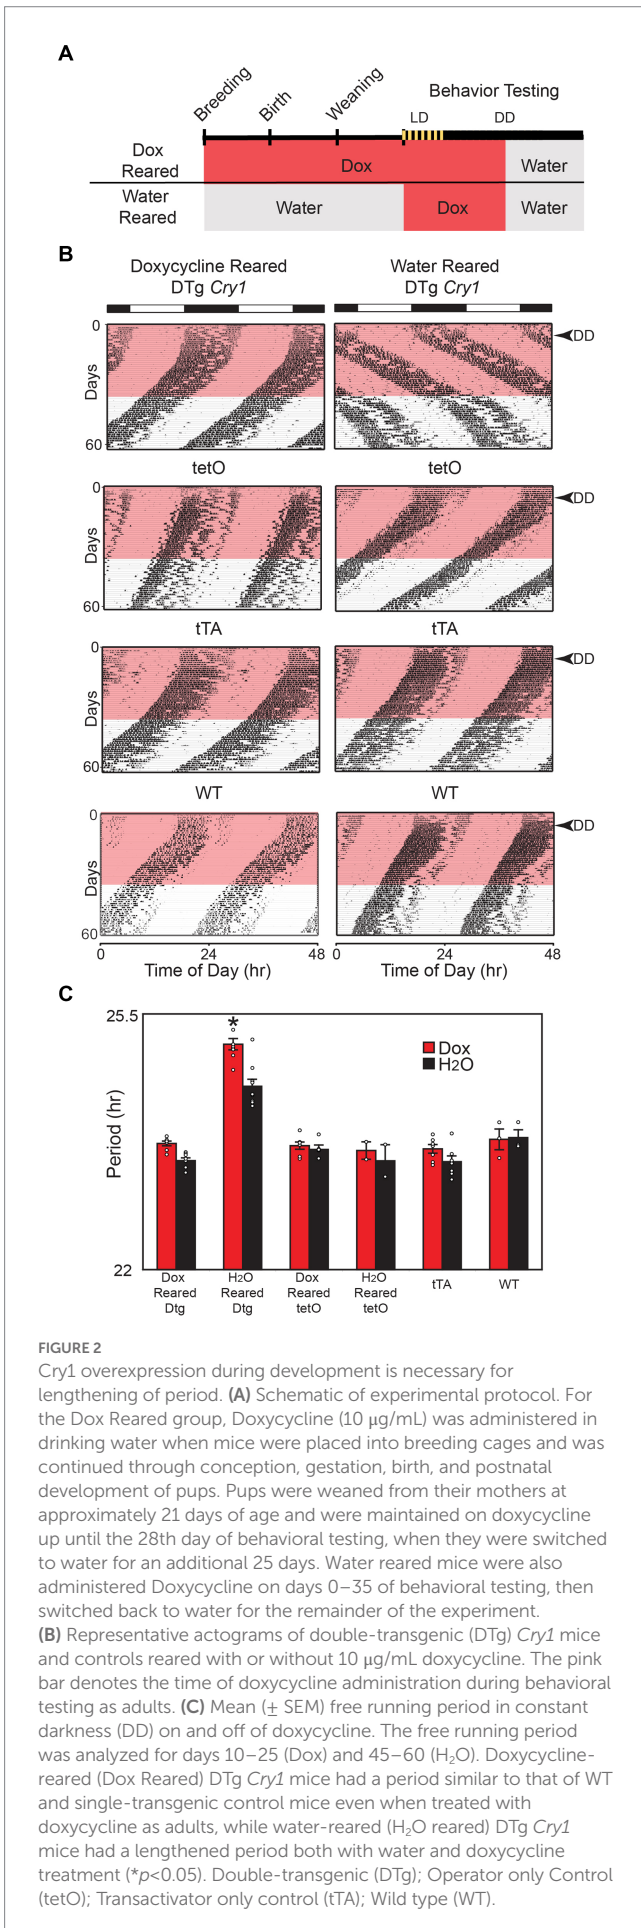 A
Breeding
Birth
Weaning
Behavior Testing
LD
DD
Dox
Reared
Dox
Water
Water
Reared
Water
Dox
Water
B
Doxycycline Reared
DTg Cry1
Water Reared
DTg Cry1
0
Days
60
DD
tetO
tetO
0
Days
60
DD
tTA
tTA
0
Days
60
DD
WT
WT
0
Days
60
DD
0
24
48
0
24
48
Time of Day (hr)
Time of Day (hr)
C
25.5
Period (hr)
22
*
Dox
H2O
Dox
Reared
Dtg
H2O
Reared
Dtg
Dox
Reared
tetO
H2O
Reared
tetO
tTA
WT
FIGURE 2
Cry1 overexpression during development is necessary for
lengthening of period. (A) Schematic of experimental protocol. For
the Dox Reared group, Doxycycline (10 μg/mL) was administered in
drinking water when mice were placed into breeding cages and was
continued through conception, gestation, birth, and postnatal
development of pups. Pups were weaned from their mothers at
approximately 21 days of age and were maintained on doxycycline
up until the 28th day of behavioral testing, when they were switched
to water for an additional 25 days. Water reared mice were also
administered Doxycycline on days 0–35 of behavioral testing, then
switched back to water for the remainder of the experiment.
(B) Representative actograms of double-transgenic (DTg) Cry1 mice
and controls reared with or without 10 μg/mL doxycycline. The pink
bar denotes the time of doxycycline administration during behavioral
testing as adults. (C) Mean (± SEM) free running period in constant
darkness (DD) on and off of doxycycline. The free running period
was analyzed for days 10–25 (Dox) and 45–60 (H₂O). Doxycycline-
reared (Dox Reared) DTg Cry1 mice had a period similar to that of WT
and single-transgenic control mice even when treated with
doxycycline as adults, while water-reared (H₂O reared) DTg Cry1
mice had a lengthened period both with water and doxycycline
treatment (*p<0.05). Double-transgenic (DTg); Operator only Control
(tetO); Transactivator only control (tTA); Wild type (WT).